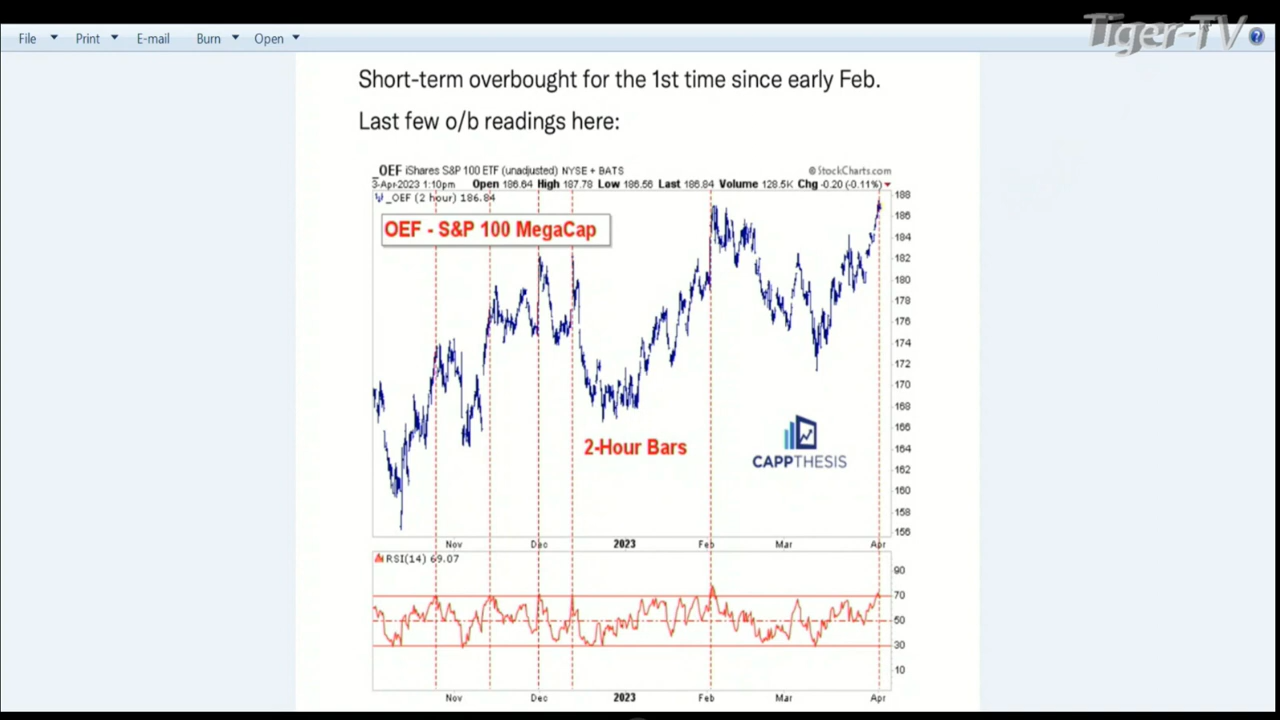 File Print E-mail Burn Open
Tiger-TV
?
Short-term overbought for the 1st time since early Feb.
Last few o/b readings here:
_OEF iShares S&P 100 ETF (unadjusted) NYSE + BATS
@StockCharts.com
3-Apr-2023 1:10pm Open 186.64 High 187.78 Low 186.56 Last 186.84 Volume 128.5K Chg -0.20 (-0.11%)
_OEF (2 hour) 186.84
OEF - S&P 100 MegaCap
188
186
184
182
180
178
176
174
172
170
168
166
164
162
160
158
156
2-Hour Bars
CAPPTHESIS
Nov Dec 2023 Feb Mar Apr
RSI(14) 69.07
90
70
50
30
10
Nov Dec 2023 Feb Mar Apr